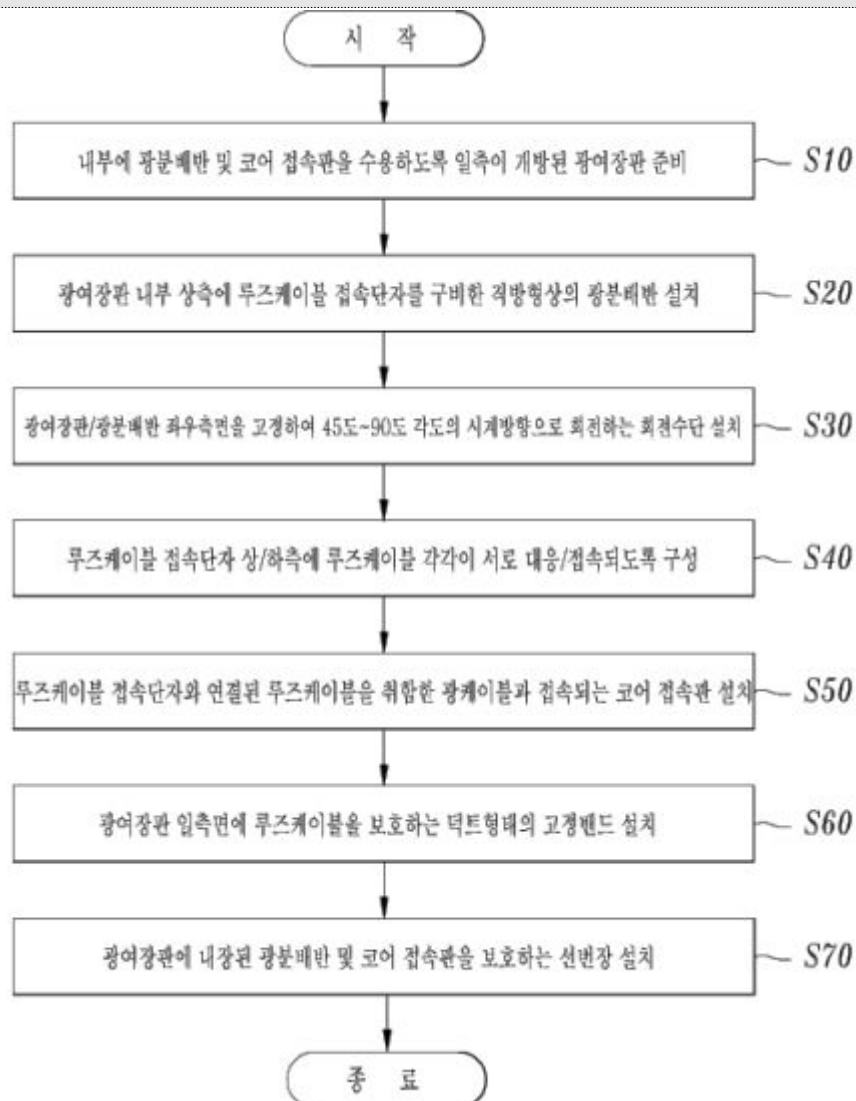 시 작
내부에 광분배반 및 코어 접속판을 수용하도록 일측이 개방된 광여장판 준비 S10
광여장판 내부 상측에 루즈케이블 접속단자를 구비한 직방형상의 광분배반 설치 S20
광여장판/광분배반 좌우측면을 고정하여 45도~90도 각도의 시계방향으로 회전하는 회전수단 설치 S30
루즈케이블 접속단자 상/하측에 루즈케이블 각각이 서로 대응/접속되도록 구성 S40
루즈케이블 접속단자와 연결된 루즈케이블을 취합한 광케이블과 접속되는 코어 접속판 설치 S50
광여장판 일측면에 루즈케이블을 보호하는 덕트형태의 고정밴드 설치 S60
광여장판에 내장된 광분배반 및 코어 접속판을 보호하는 선번장 설치 S70
종 료